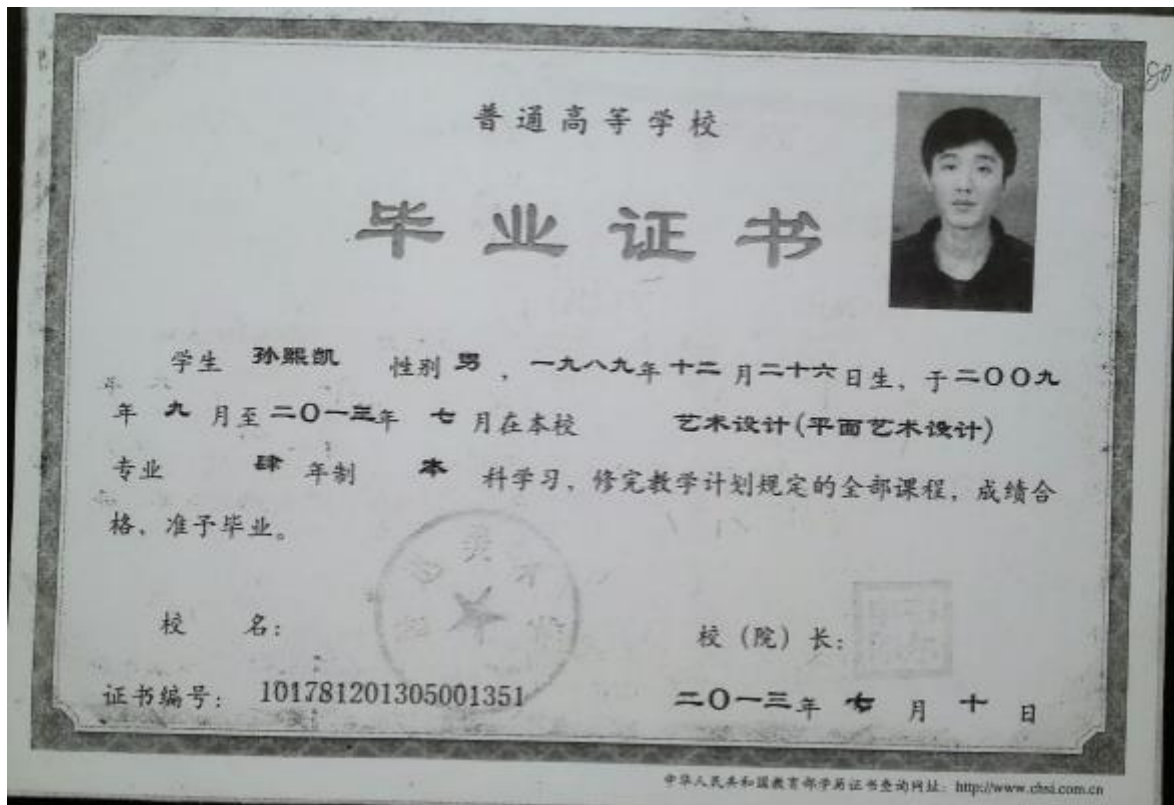 普通高等学校
80
毕业证书
学生 孙熙凯 性别 男 ，一九八九年 十二 月二十六日生，于二〇〇九
年 九 月至二〇一三年 七 月在本校 艺术设计(平面艺术设计)
专业 肆 年制 本 科学习，修完教学计划规定的全部课程，成绩合
格，准予毕业。
校 名：
校（院）长：
证书编号： 101781201305001351
二〇一三年 七 月 十 日
中华人民共和国教育部学历证书查询网址：http://www.chsi.com.cn